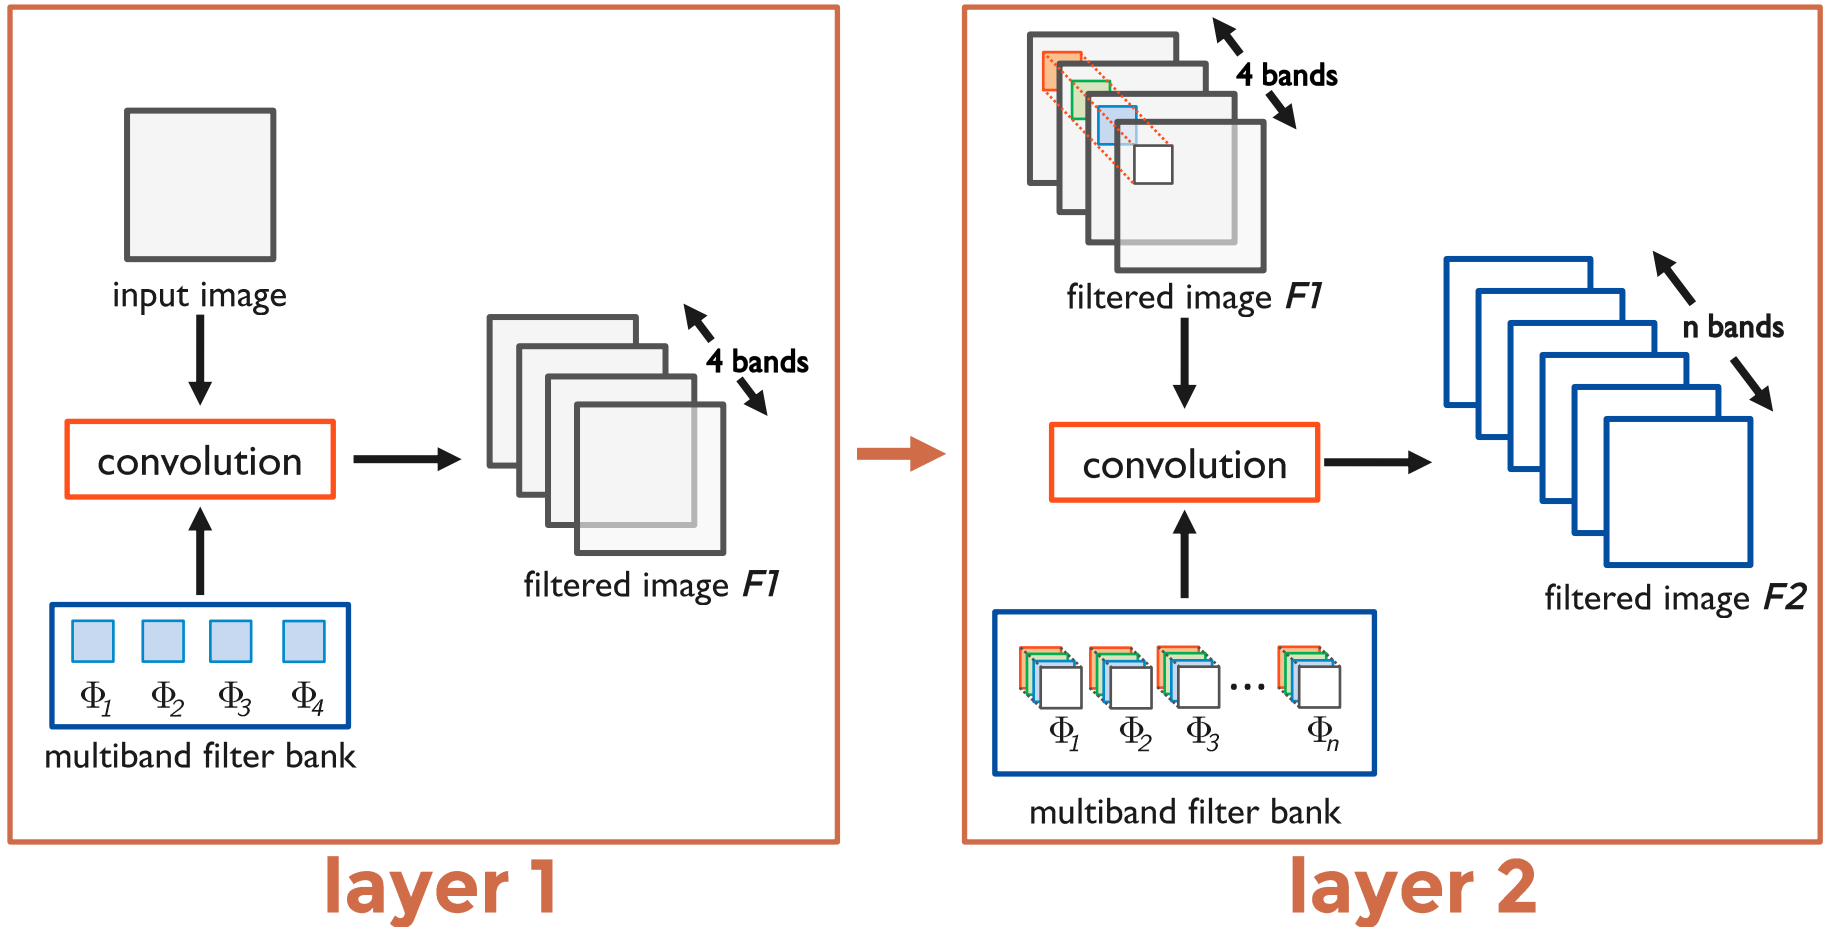 input image
4 bands
convolution
filtered image F1
Φ1 Φ2 Φ3 Φ4
multiband filter bank
layer 1
4 bands
filtered image F1
n bands
convolution
filtered image F2
Φ1 Φ2 Φ3 ... Φn
multiband filter bank
layer 2